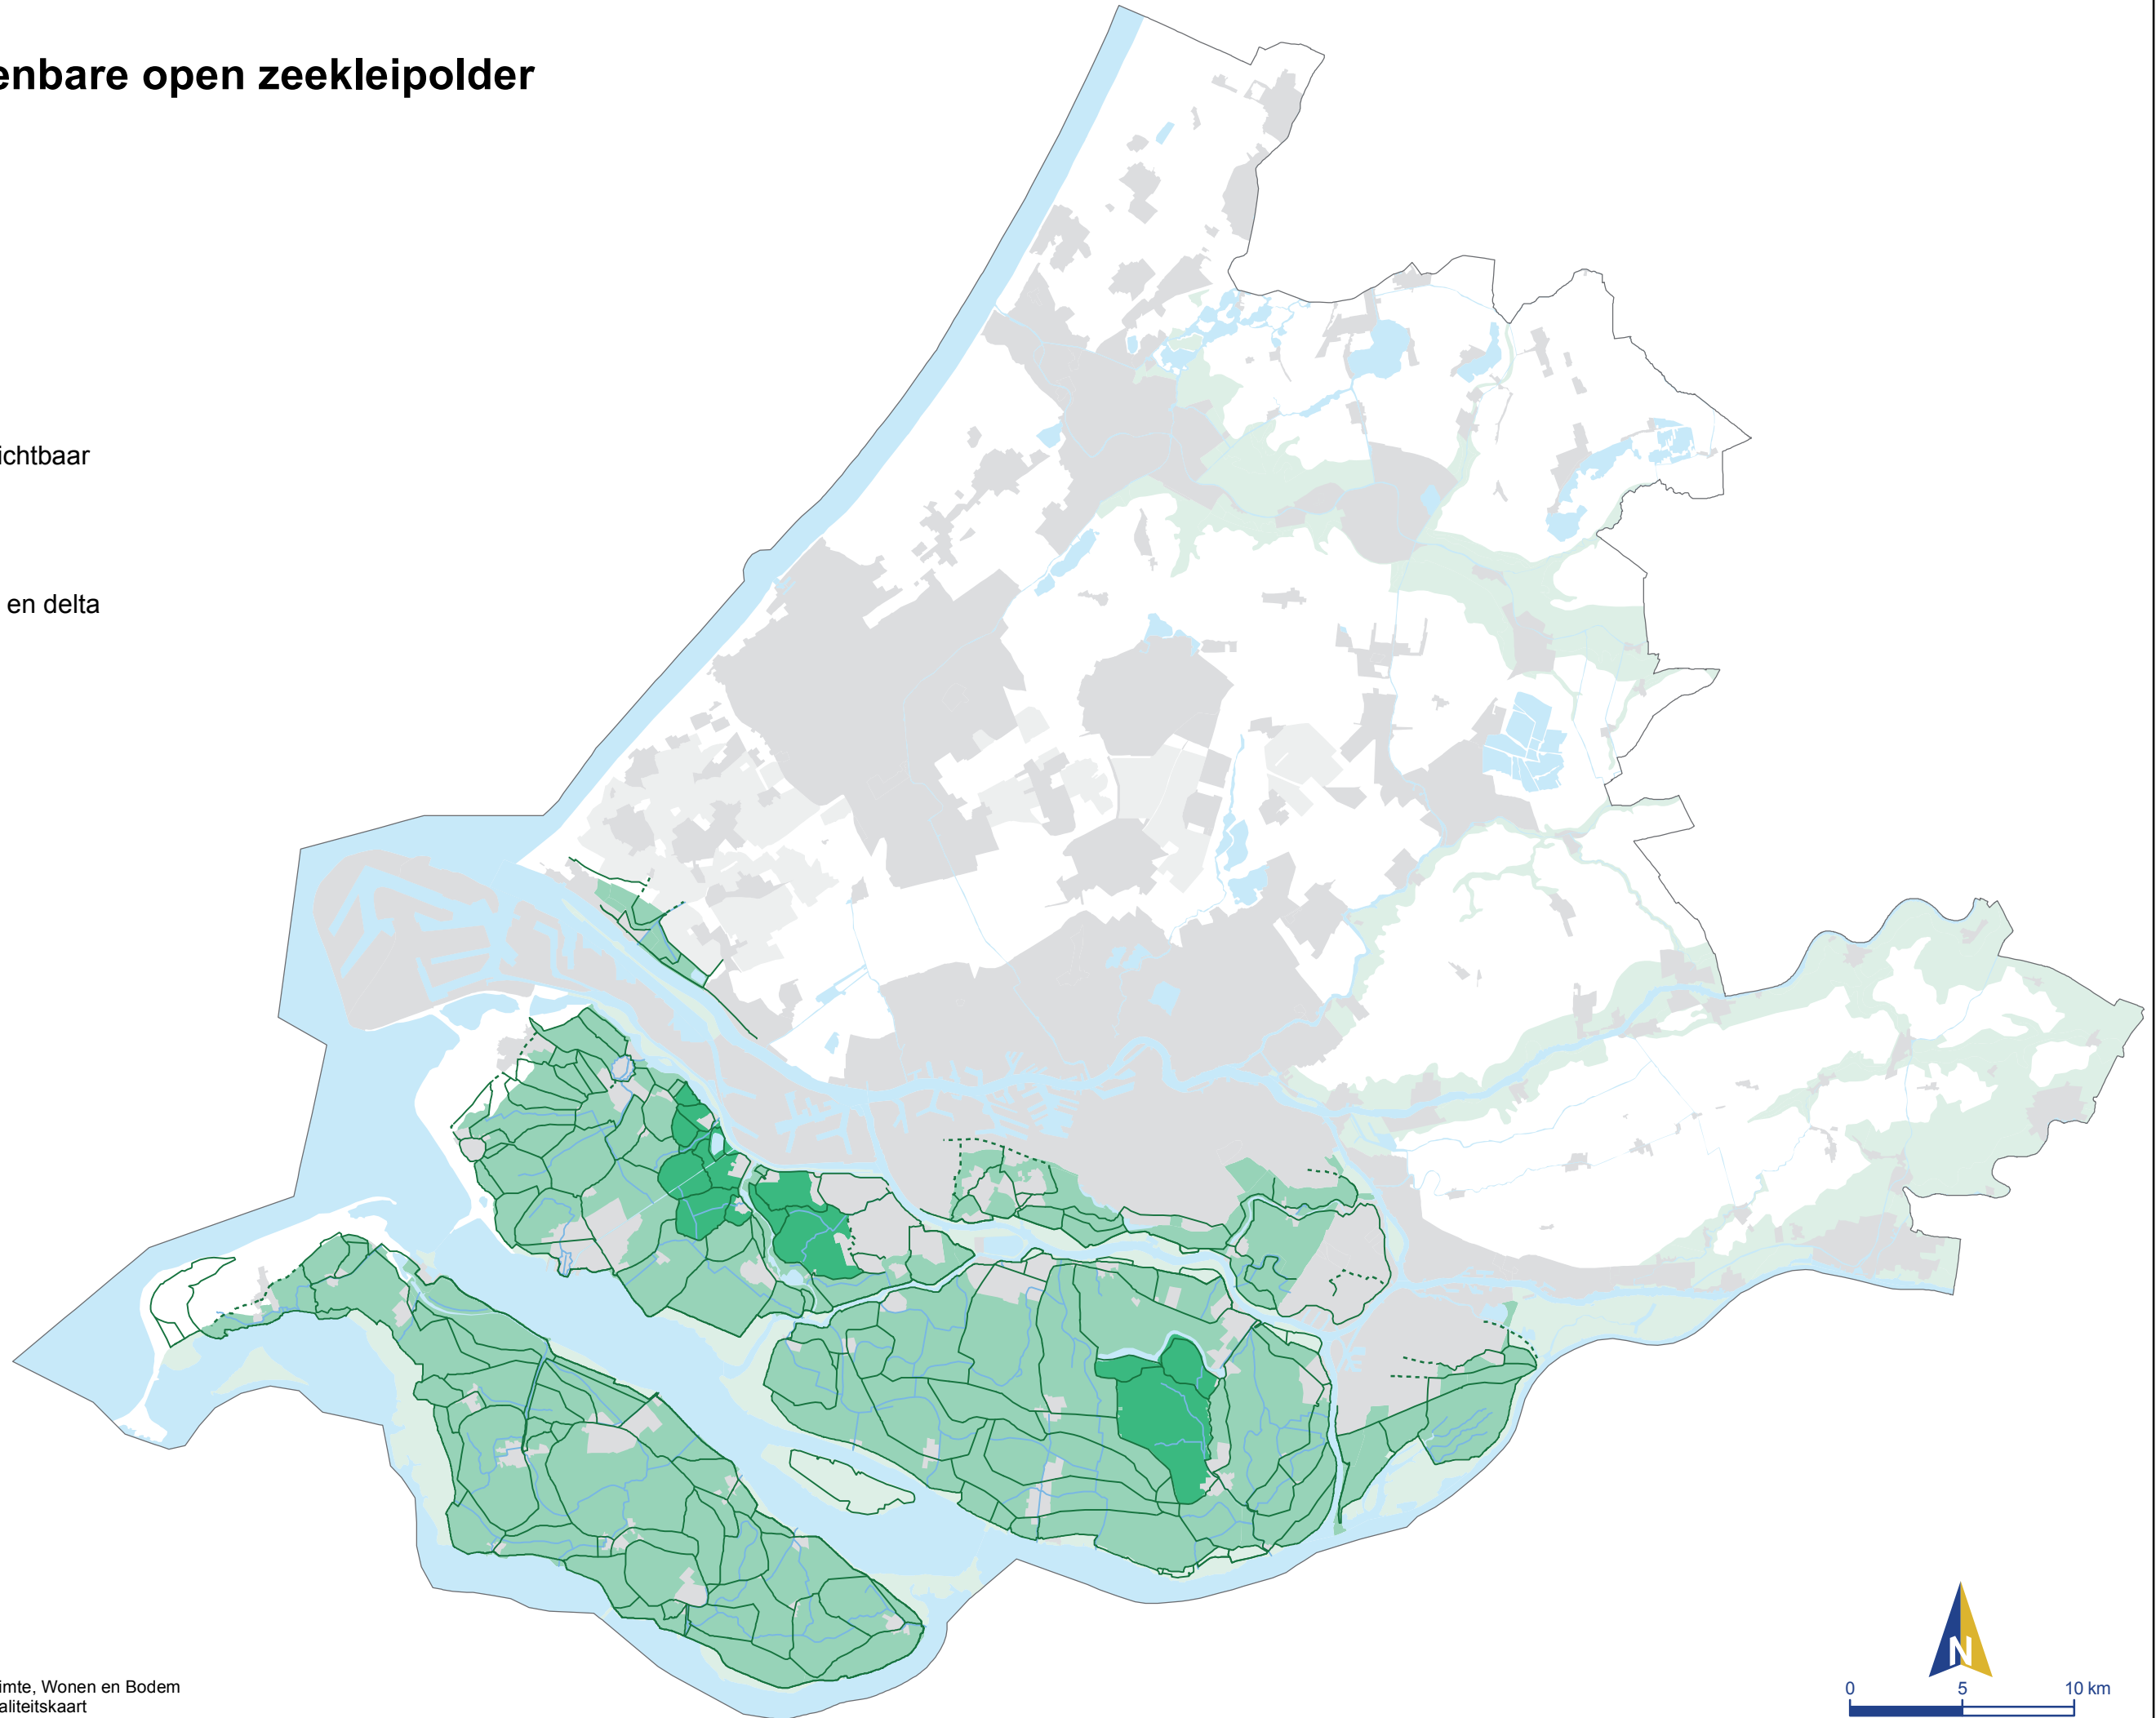 enbare open zeekleipolder
ichtbaar
en delta
imte, Wonen en Bodem
aliteitskaart
N
0 5 10 km